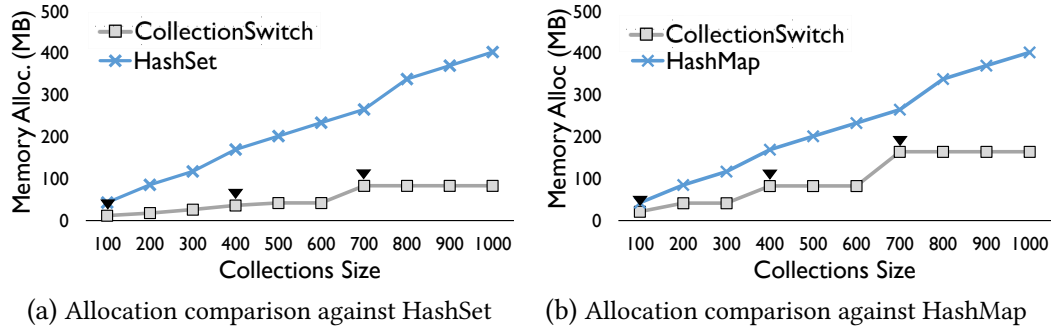 500
400
300
200
100
0
Memory Alloc. (MB)
CollectionSwitch
HashSet
100 200 300 400 500 600 700 800 900 1000
Collections Size
(a) Allocation comparison against HashSet
500
400
300
200
100
0
Memory Alloc (MB)
CollectionSwitch
HashMap
100 200 300 400 500 600 700 800 900 1000
Collections Size
(b) Allocation comparison against HashMap